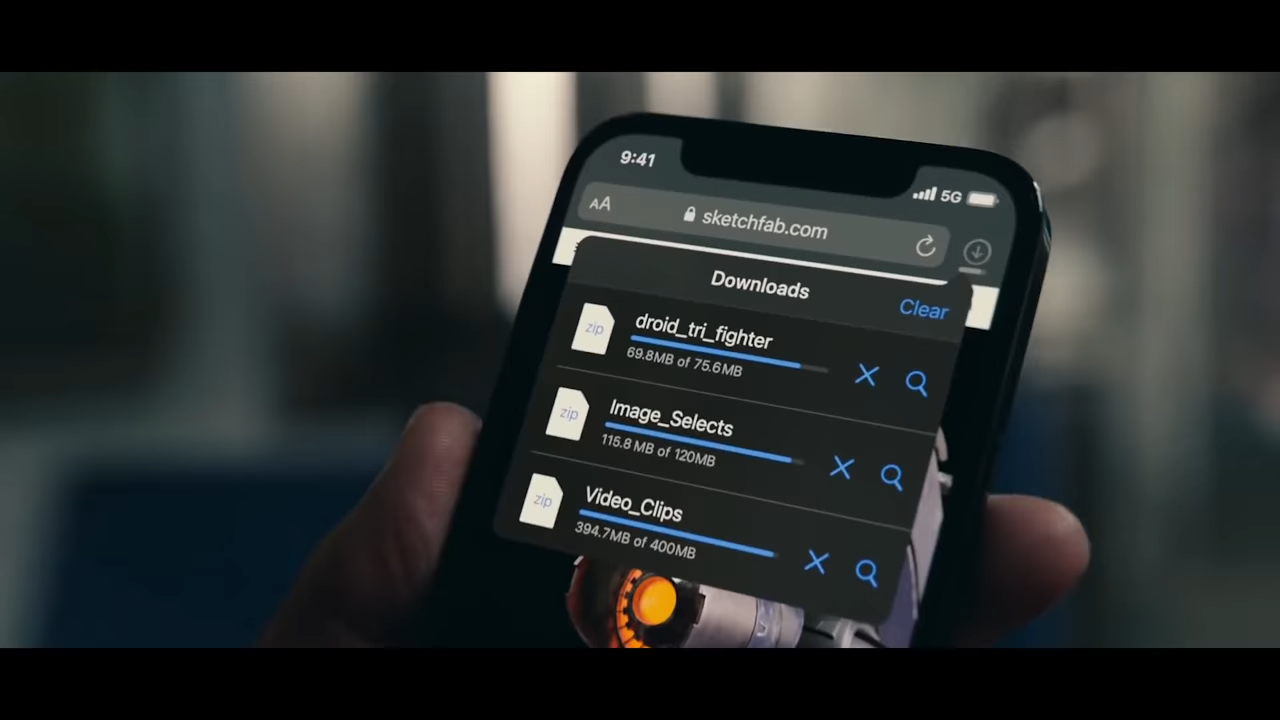 9:41
5G
AA
sketchfab.com
Downloads
Clear
zip
droid_tri_fighter
69.8MB of 75.6MB
zip
Image_Selects
115.8 MB of 120MB
zip
Video_Clips
394.7MB of 400MB